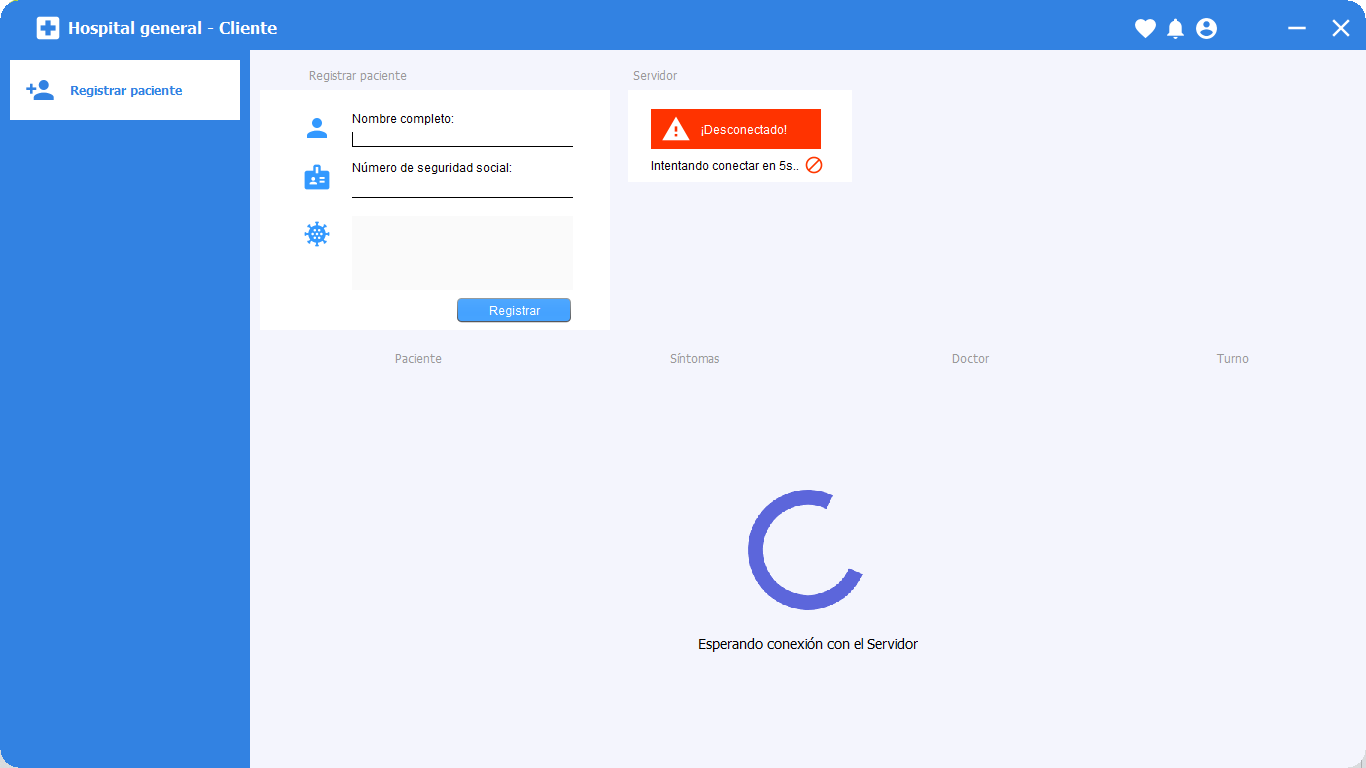 Hospital general - Cliente
Registrar paciente
Registrar paciente
Servidor
Nombre completo:
¡Desconectado!
Número de seguridad social:
Intentando conectar en 5s..
Registrar
Paciente
Síntomas
Doctor
Turno
Esperando conexión con el Servidor